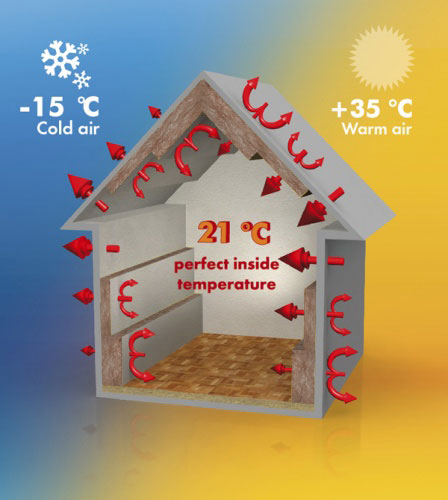 -15 °C
Cold air
+35 °C
Warm air
21 °C
perfect inside
temperature